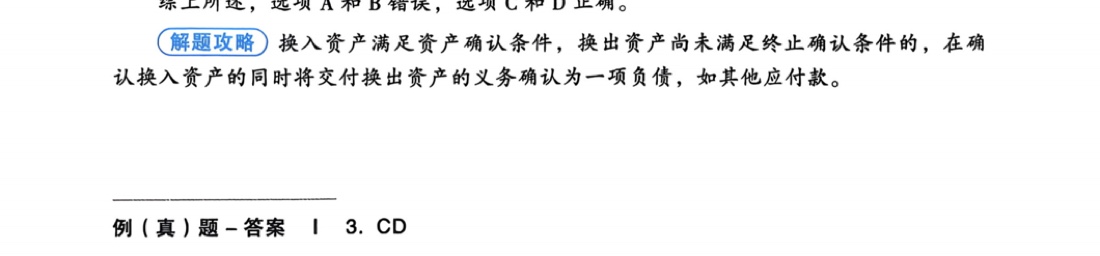 综上所述，选项 A 和 B 错误，选项 C 和 D 正确。
解题攻略 换入资产满足资产确认条件，换出资产尚未满足终止确认条件的，在确
认换入资产的同时将交付换出资产的义务确认为一项负债，如其他应付款。
例（真）题－答案 Ⅰ 3. CD